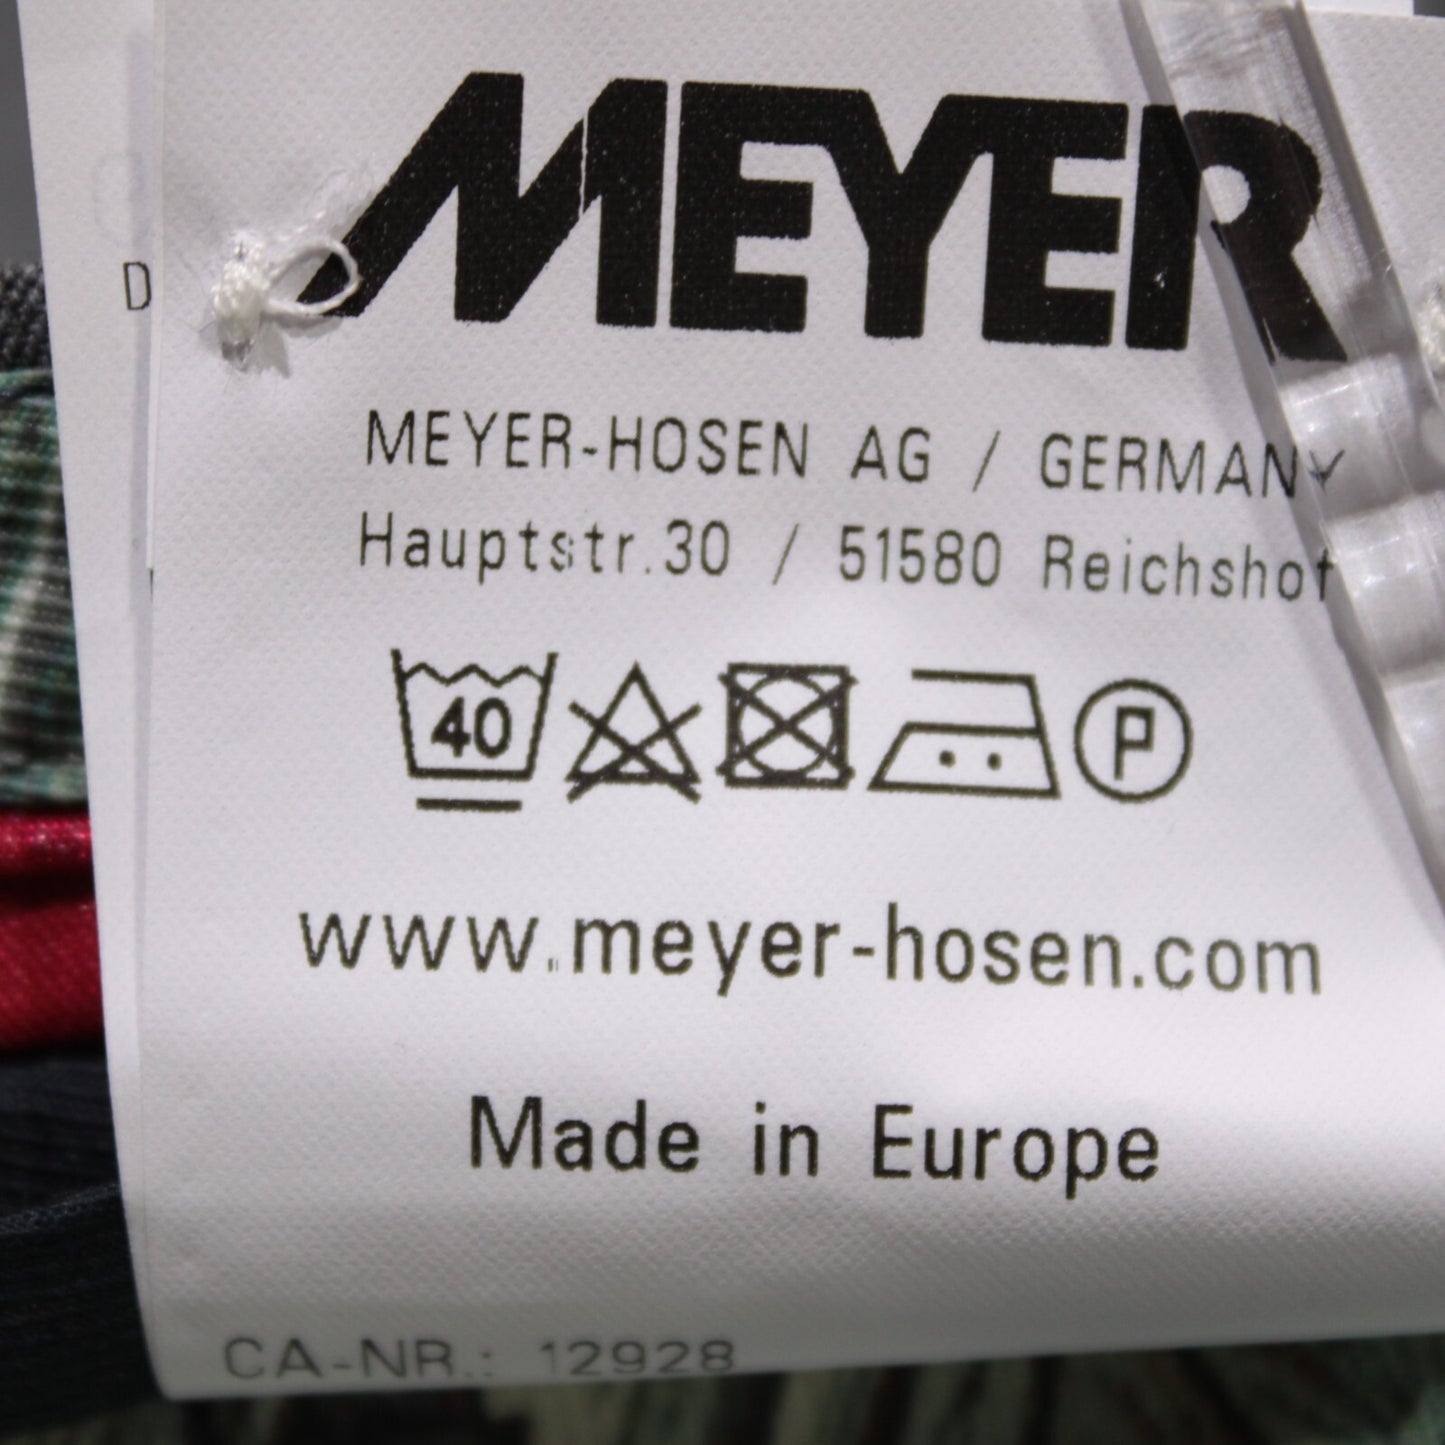 MEYER
D
MEYER-HOSEN AG / GERMANY
Hauptstr.30 / 51580 Reichshof
40
P
www.meyer-hosen.com
Made in Europe
CA-NR.: 12928